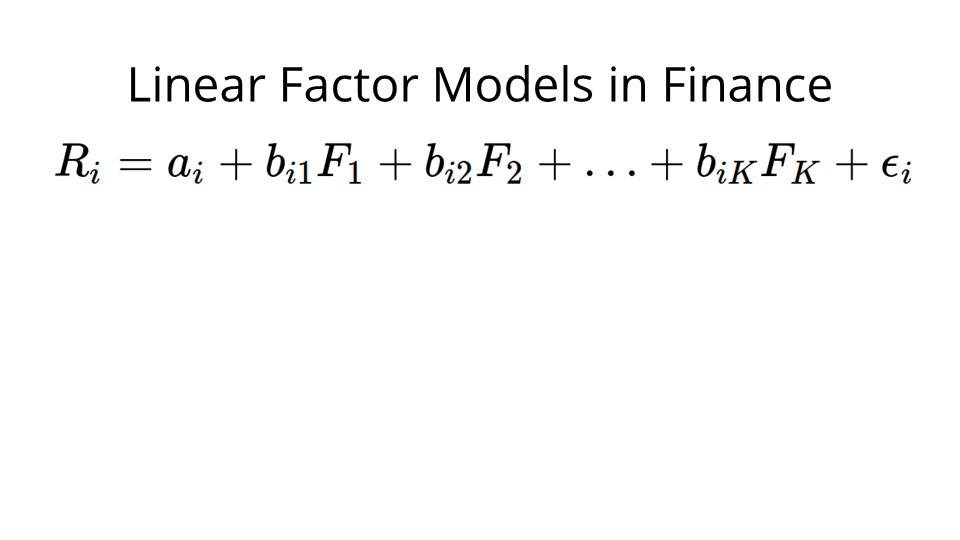 Linear Factor Models in Finance
R_i = a_i + b_{i1}F_1 + b_{i2}F_2 + … + b_{iK}F_K + ϵ_i